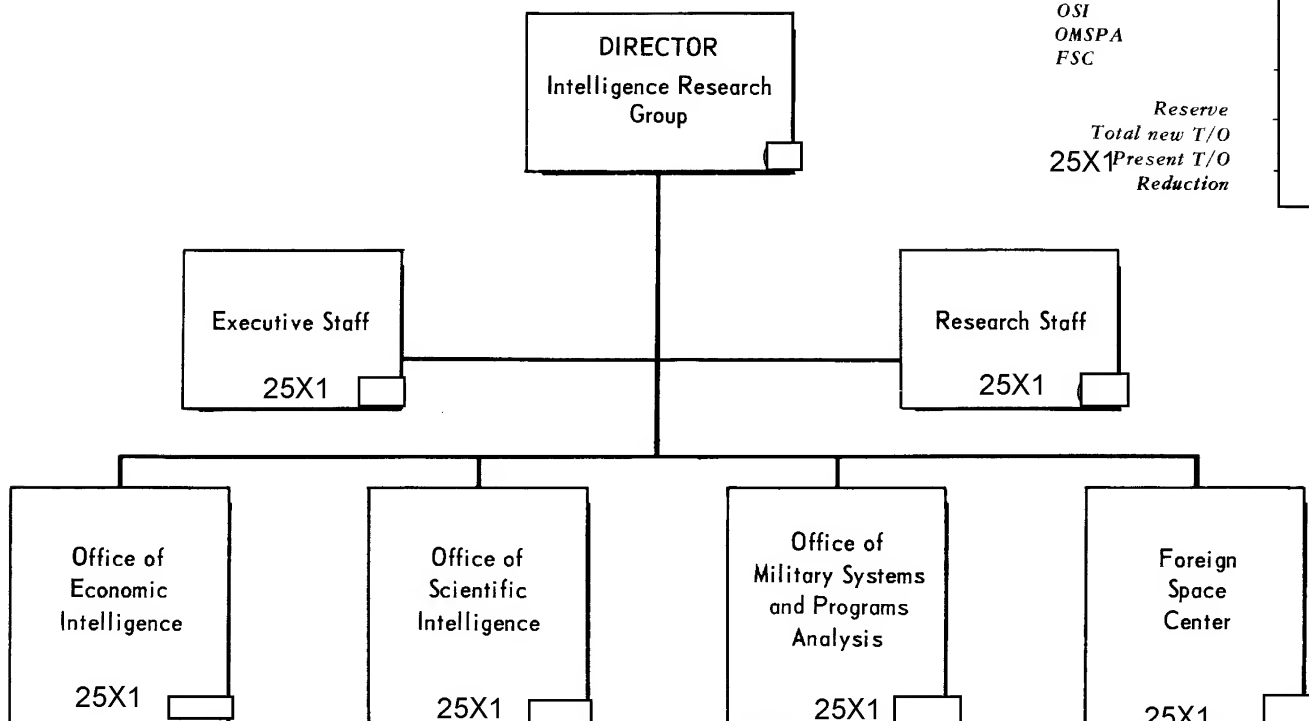 DIRECTOR
Intelligence Research
Group
OSI
OMSPA
FSC
Reserve
Total new T/O
25X1 Present T/O
Reduction
Executive Staff
25X1
Research Staff
25X1
Office of
Economic
Intelligence
25X1
Office of
Scientific
Intelligence
25X1
Office of
Military Systems
and Programs
Analysis
25X1
Foreign
Space
Center
25X1